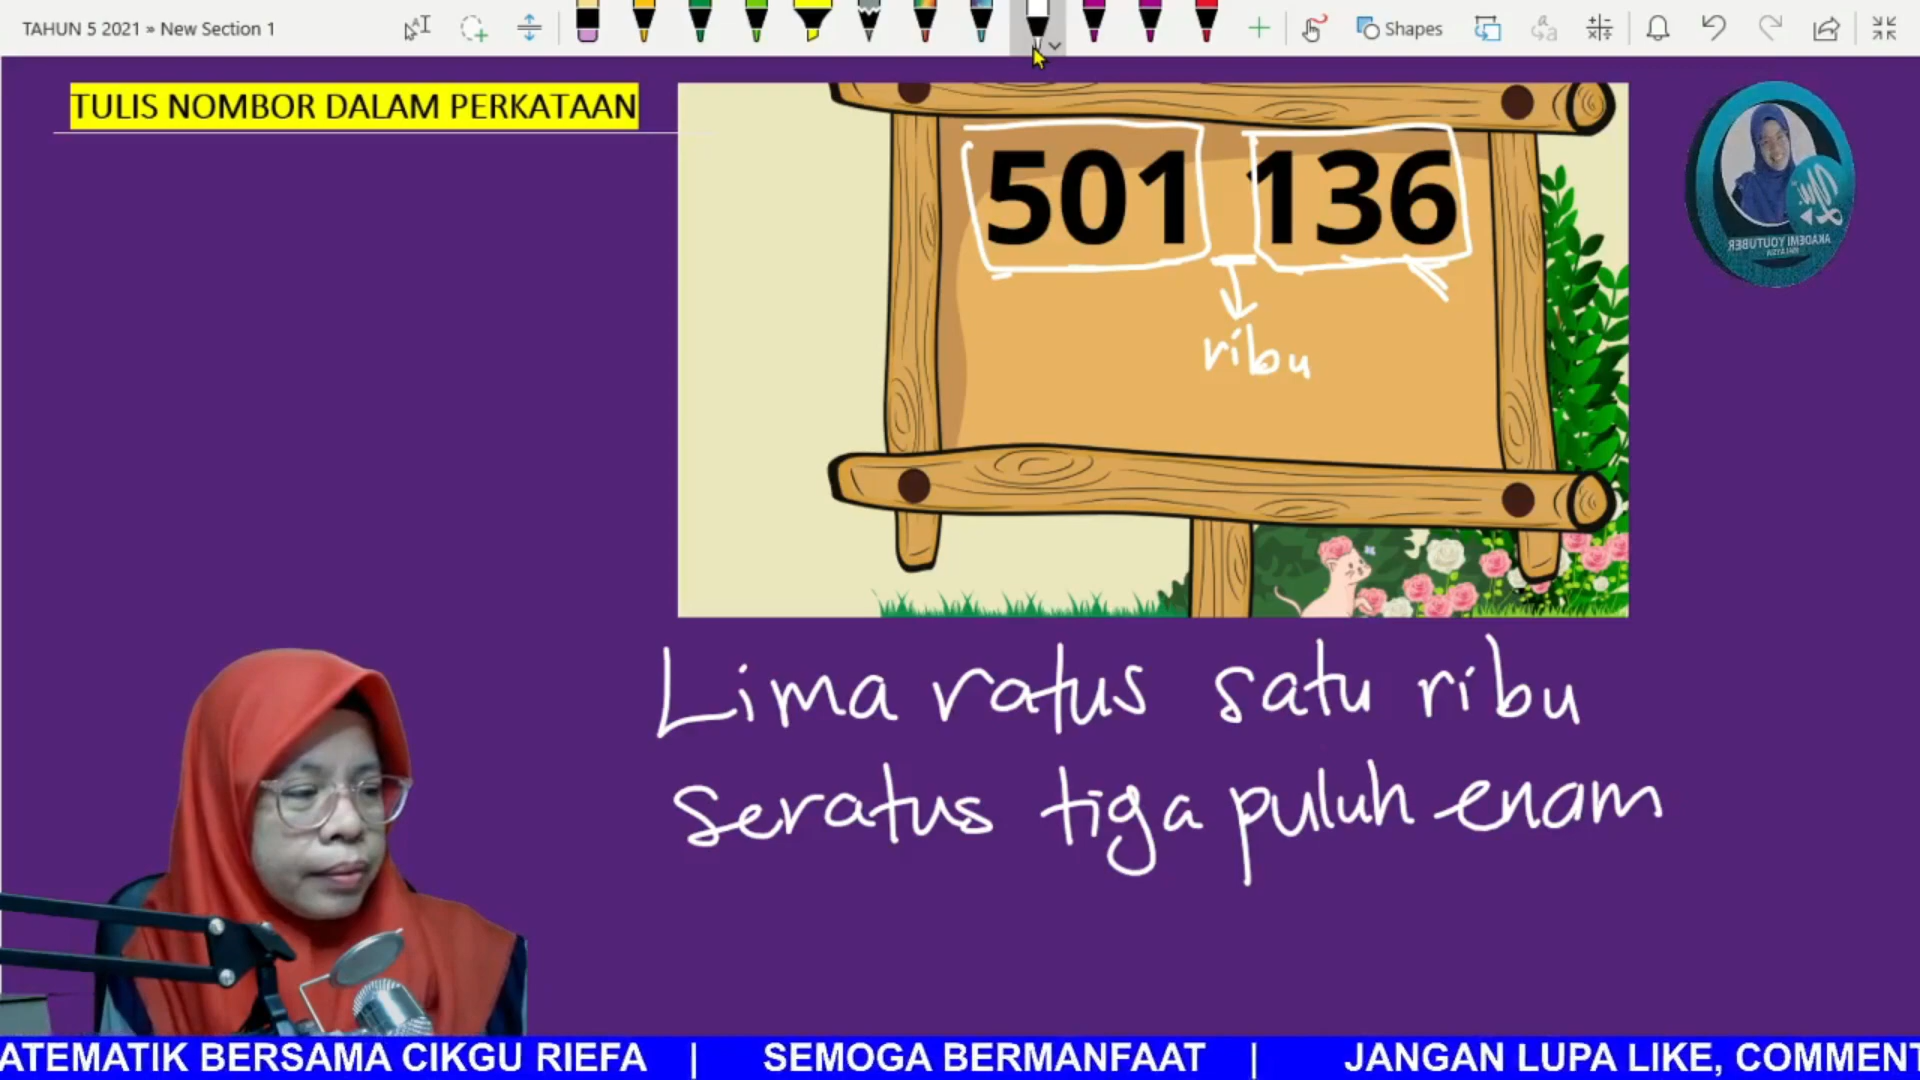 TAHUN 5 2021 » New Section 1
Shapes
TULIS NOMBOR DALAM PERKATAAN
501 136
ribu
AKADEMI YOUTUBER
MALAYSIA
Lima ratus satu ribu
seratus tiga puluh enam
ATEMATIK BERSAMA CIKGU RIEFA | SEMOGA BERMANFAAT | JANGAN LUPA LIKE, COMMENT